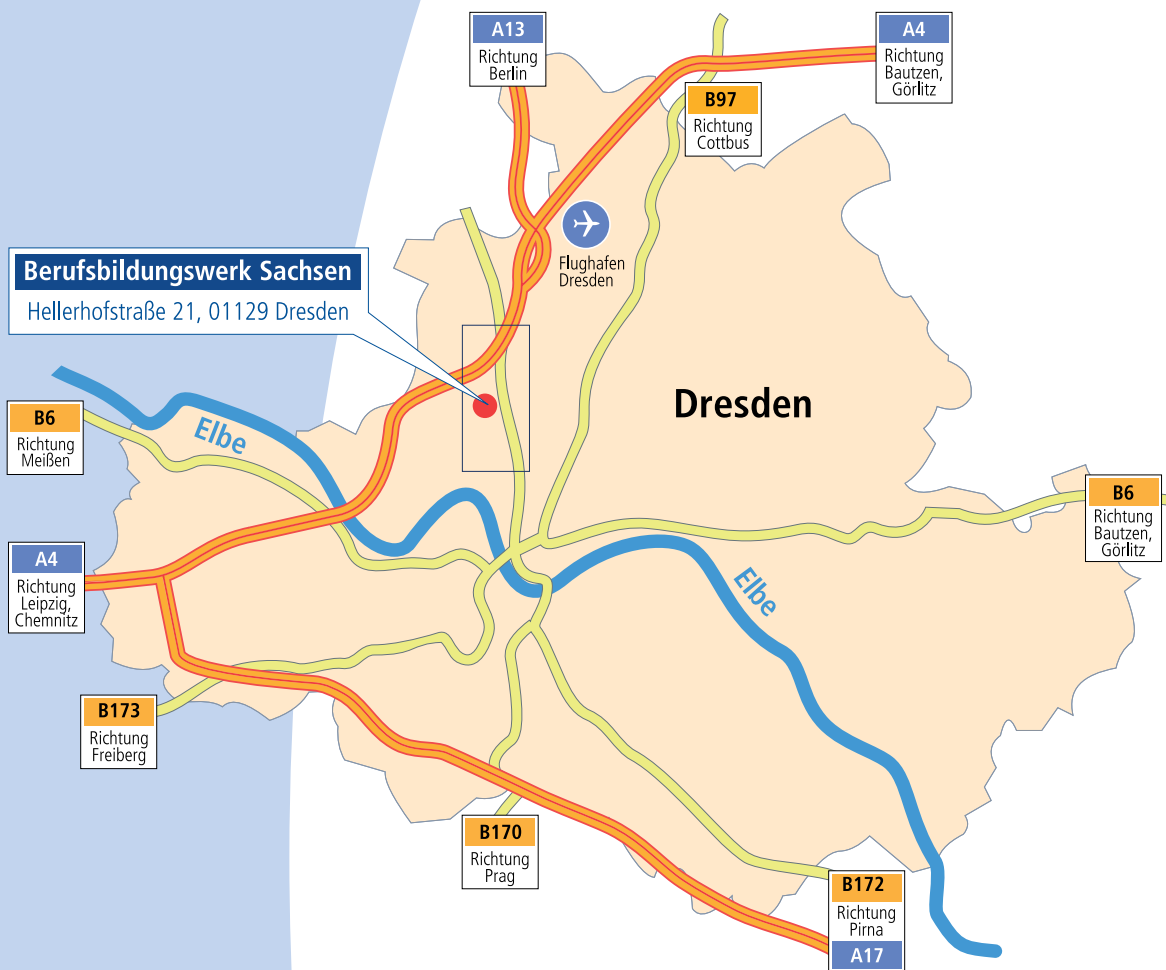 A13
Richtung
Berlin
A4
Richtung
Bautzen,
Görlitz
B97
Richtung
Cottbus
Flughafen
Dresden
Berufsbildungswerk Sachsen
Hellerhofstraße 21, 01129 Dresden
Dresden
B6
Richtung
Meißen
Elbe
B6
Richtung
Bautzen,
Görlitz
A4
Richtung
Leipzig,
Chemnitz
Elbe
B173
Richtung
Freiberg
B170
Richtung
Prag
B172
Richtung
Pirna
A17